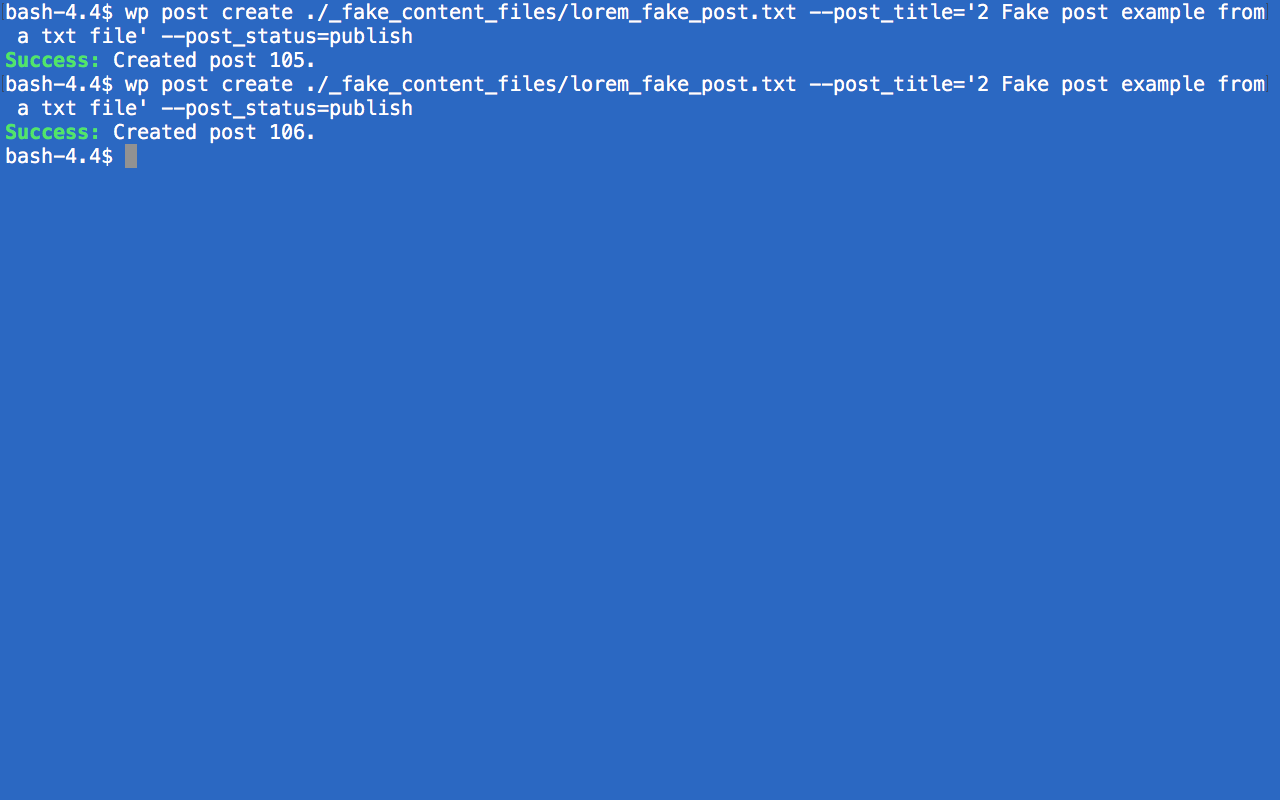 bash-4.4$ wp post create ./_fake_content_files/lorem_fake_post.txt --post_title='2 Fake post example from
 a txt file' --post_status=publish
Success: Created post 105.
bash-4.4$ wp post create ./_fake_content_files/lorem_fake_post.txt --post_title='2 Fake post example from
 a txt file' --post_status=publish
Success: Created post 106.
bash-4.4$